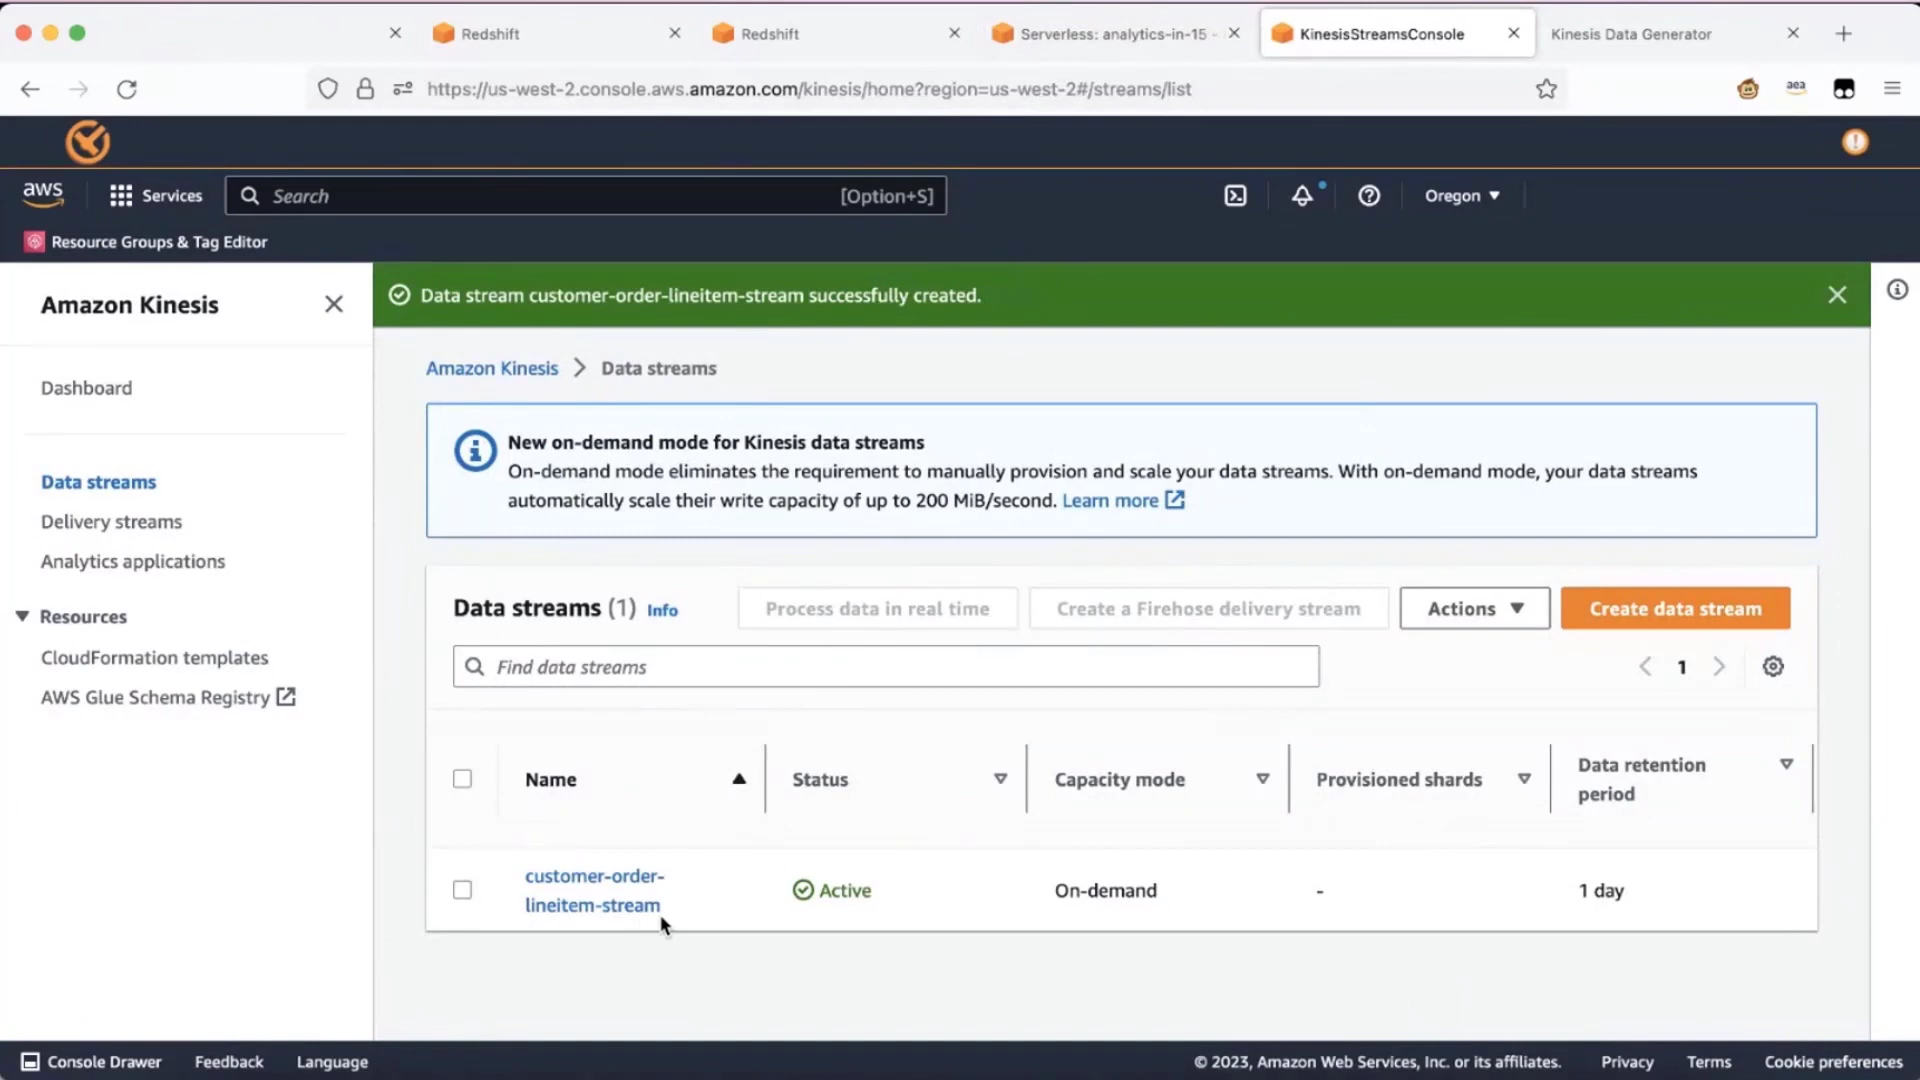 Redshift
Redshift
Serverless: analytics-in-15 -
KinesisStreamsConsole
Kinesis Data Generator
https://us-west-2.console.aws.amazon.com/kinesis/home?region=us-west-2#/streams/list
aea
aws
Services
Search
[Option+S]
Oregon
Resource Groups & Tag Editor
Amazon Kinesis
Dashboard
Data streams
Delivery streams
Analytics applications
Resources
CloudFormation templates
AWS Glue Schema Registry
Data stream customer-order-lineitem-stream successfully created.
Amazon Kinesis > Data streams
New on-demand mode for Kinesis data streams
On-demand mode eliminates the requirement to manually provision and scale your data streams. With on-demand mode, your data streams
automatically scale their write capacity of up to 200 MiB/second. Learn more
Data streams (1) Info
Process data in real time
Create a Firehose delivery stream
Actions
Create data stream
Find data streams
1
Name
Status
Capacity mode
Provisioned shards
Data retention
period
customer-order-
lineitem-stream
Active
On-demand
-
1 day
Console Drawer
Feedback
Language
© 2023, Amazon Web Services, Inc. or its affiliates.
Privacy
Terms
Cookie preferences